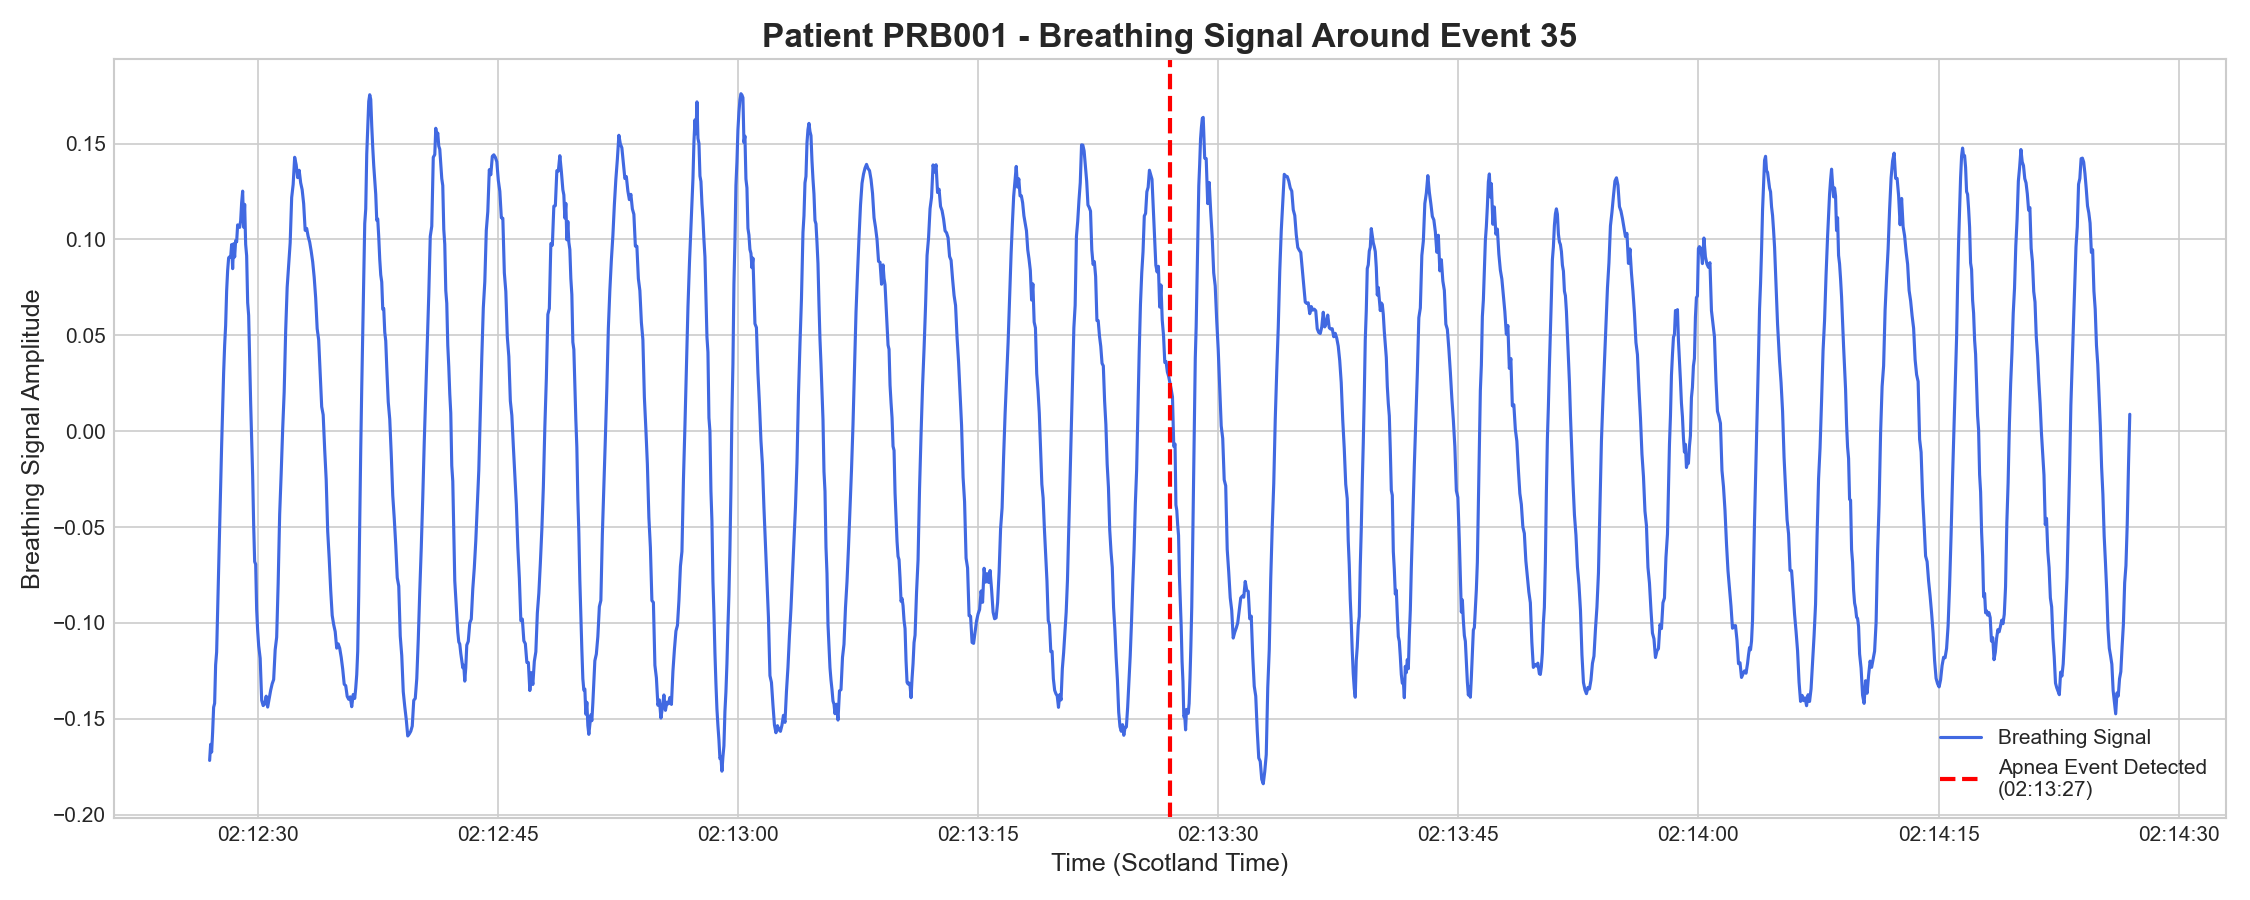 Patient PRB001 - Breathing Signal Around Event 35
Breathing Signal Amplitude
0.15
0.10
0.05
0.00
−0.05
−0.10
−0.15
−0.20
Breathing Signal
Apnea Event Detected
(02:13:27)
02:12:30 02:12:45 02:13:00 02:13:15 02:13:30 02:13:45 02:14:00 02:14:15 02:14:30
Time (Scotland Time)